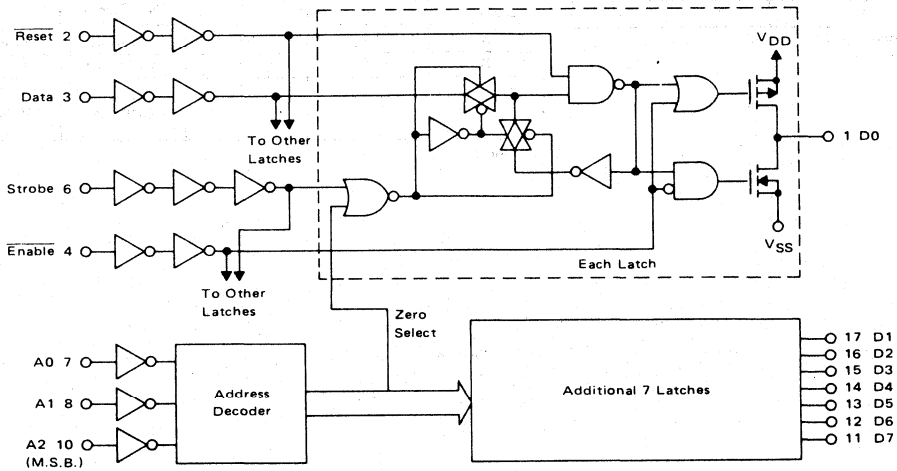 Reset 2
Data 3
To Other
Latches
Strobe 6
Enable 4
To Other
Latches
VDD
1 D0
VSS
Each Latch
Zero
Select
A0 7
A1 8
A2 10
(M.S.B.)
Address
Decoder
Additional 7 Latches
17 D1
16 D2
15 D3
14 D4
13 D5
12 D6
11 D7